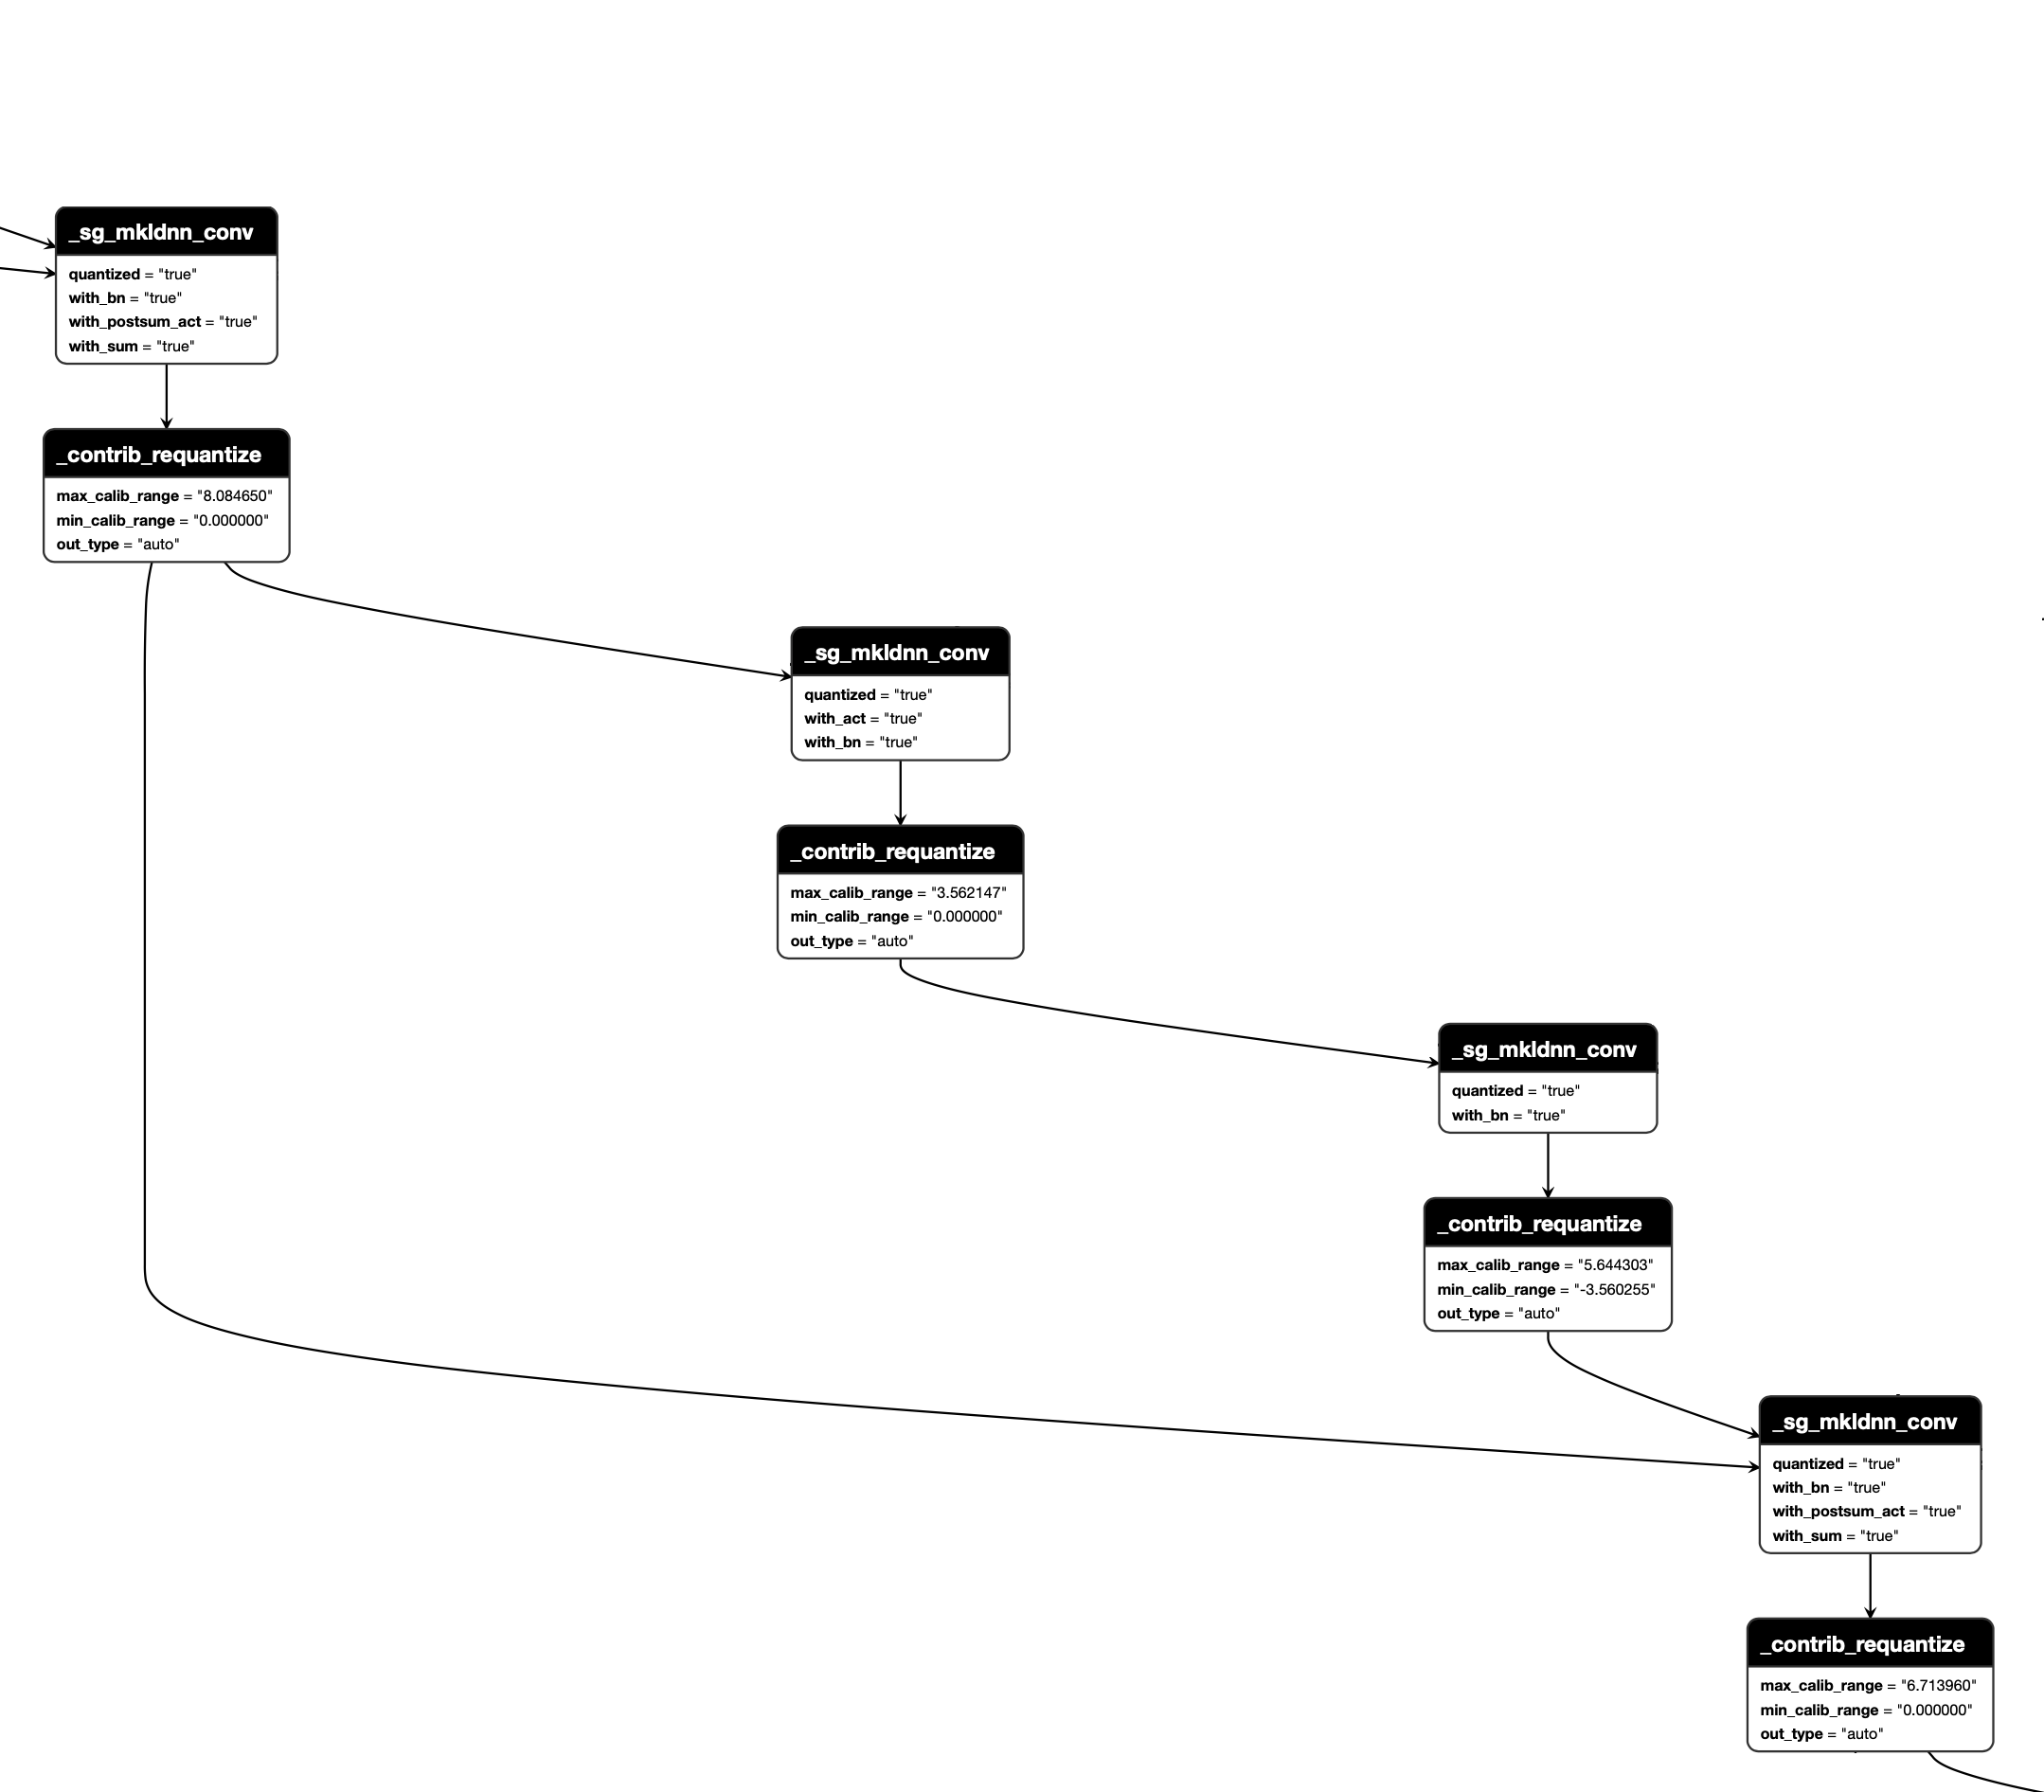 _sg_mkldnn_conv
quantized = "true"
with_bn = "true"
with_postsum_act = "true"
with_sum = "true"
_contrib_requantize
max_calib_range = "8.084650"
min_calib_range = "0.000000"
out_type = "auto"
_sg_mkldnn_conv
quantized = "true"
with_act = "true"
with_bn = "true"
_contrib_requantize
max_calib_range = "3.562147"
min_calib_range = "0.000000"
out_type = "auto"
_sg_mkldnn_conv
quantized = "true"
with_bn = "true"
_contrib_requantize
max_calib_range = "5.644303"
min_calib_range = "-3.560255"
out_type = "auto"
_sg_mkldnn_conv
quantized = "true"
with_bn = "true"
with_postsum_act = "true"
with_sum = "true"
_contrib_requantize
max_calib_range = "6.713960"
min_calib_range = "0.000000"
out_type = "auto"